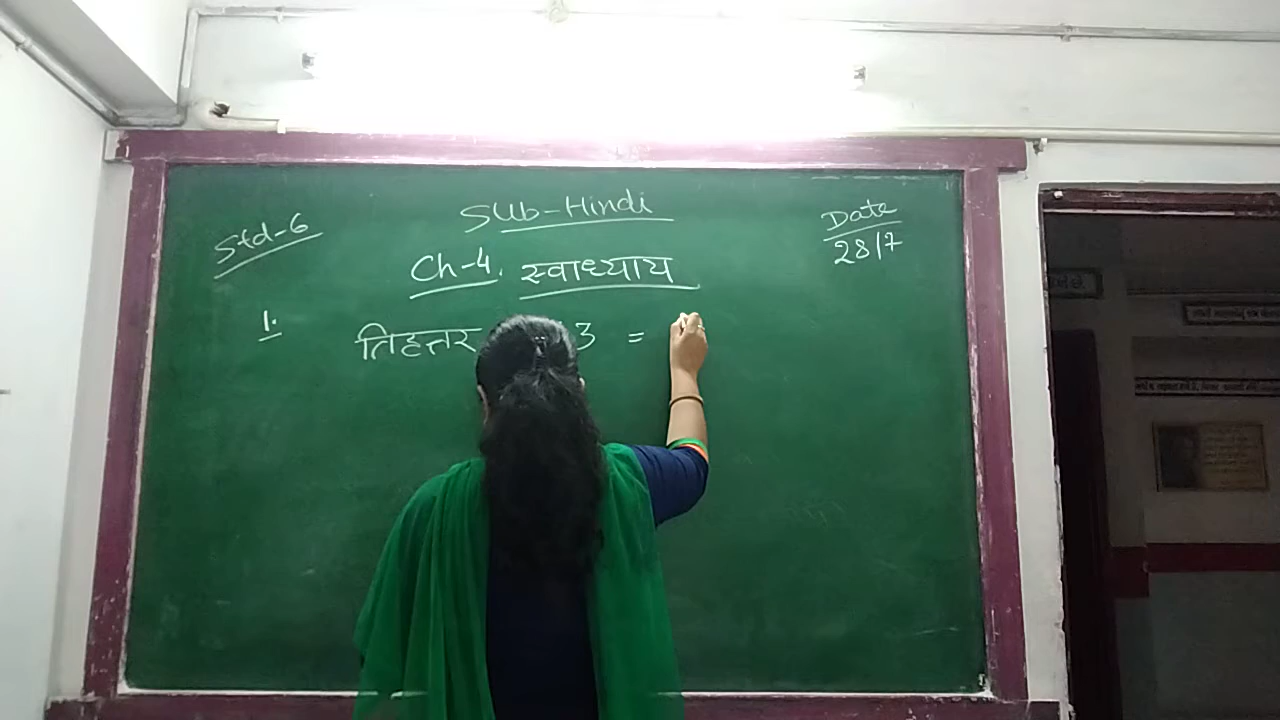 Std-6
Sub-Hindi
Date
28/7
Ch-4. स्वाध्याय
1. तिहत्तर 3 =